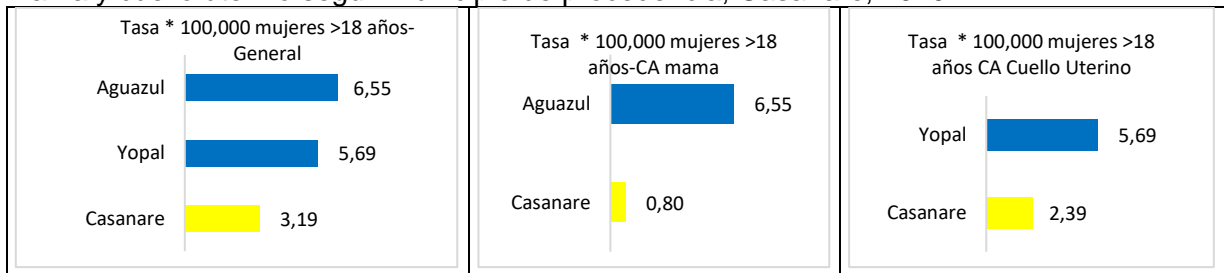 Tasa * 100,000 mujeres >18 años-
General
Aguazul 6,55
Yopal 5,69
Casanare 3,19
Tasa * 100,000 mujeres >18
años-CA mama
Aguazul 6,55
Casanare 0,80
Tasa * 100,000 mujeres >18
años CA Cuello Uterino
Yopal 5,69
Casanare 2,39